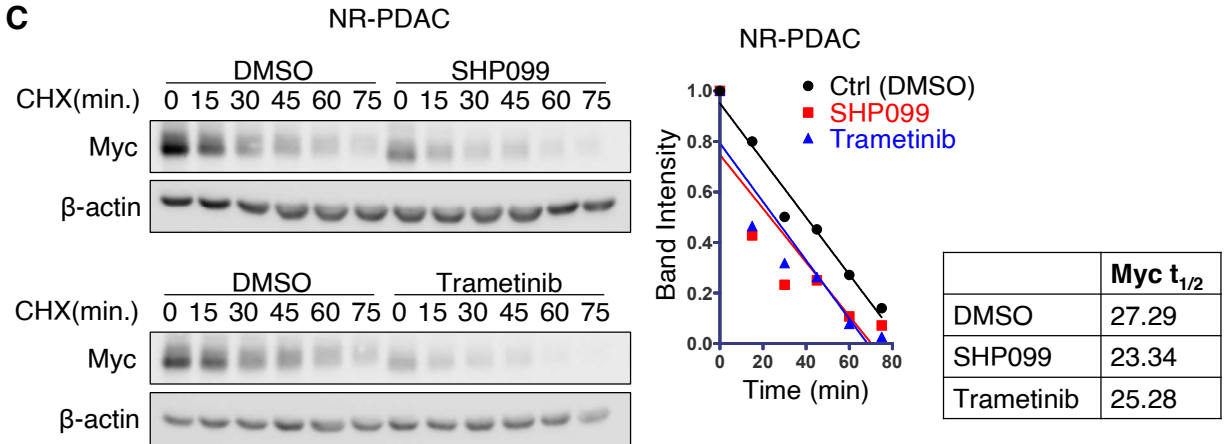 C
NR-PDAC
DMSO SHP099
CHX(min.) 0 15 30 45 60 75 0 15 30 45 60 75
Myc
β-actin
DMSO Trametinib
CHX(min.) 0 15 30 45 60 75 0 15 30 45 60 75
Myc
β-actin
NR-PDAC
Ctrl (DMSO)
SHP099
Trametinib
Band Intensity
1.0
0.8
0.6
0.4
0.2
0.0
0 20 40 60 80
Time (min)
Myc t1/2
DMSO 27.29
SHP099 23.34
Trametinib 25.28